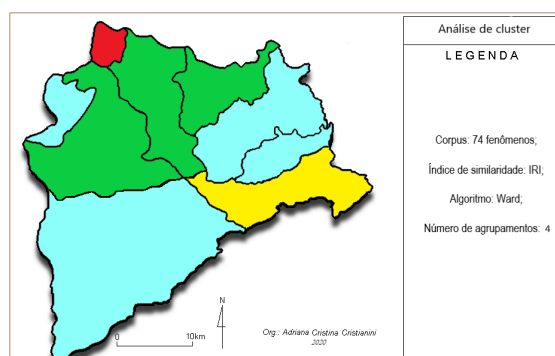 Análise de cluster
LEGENDA
Corpus: 74 fenômenos;
Índice de similaridade: IRI;
Algoritmo: Ward;
Número de agrupamentos: 4
N
0
10km
Org.: Adriana Cristina Cristianini
2020